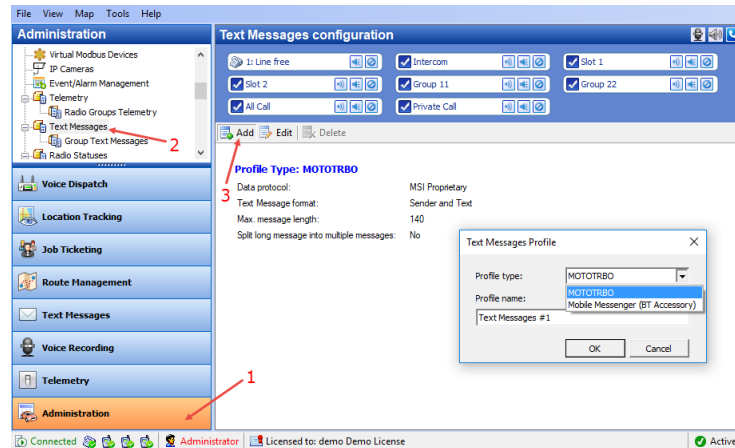 File View Map Tools Help
Administration
Virtual Modbus Devices
IP Cameras
Event/Alarm Management
Telemetry
Radio Groups Telemetry
Text Messages
2
Group Text Messages
Radio Statuses
Voice Dispatch
Location Tracking
Job Ticketing
Route Management
Text Messages
Voice Recording
Telemetry
1
Administration
Text Messages configuration
1: Line free Intercom Slot 1
Slot 2 Group 11 Group 22
All Call Private Call
Add Edit Delete
3
Profile Type: MOTOTRBO
Data protocol: MSI Proprietary
Text Message format: Sender and Text
Max. message length: 140
Split long message into multiple messages: No
Text Messages Profile
Profile type: MOTOTRBO
MOTOTRBO
Profile name: Mobile Messenger (BT Accessory)
Text Messages #1
OK Cancel
Connected Administrator Licensed to: demo Demo License Active